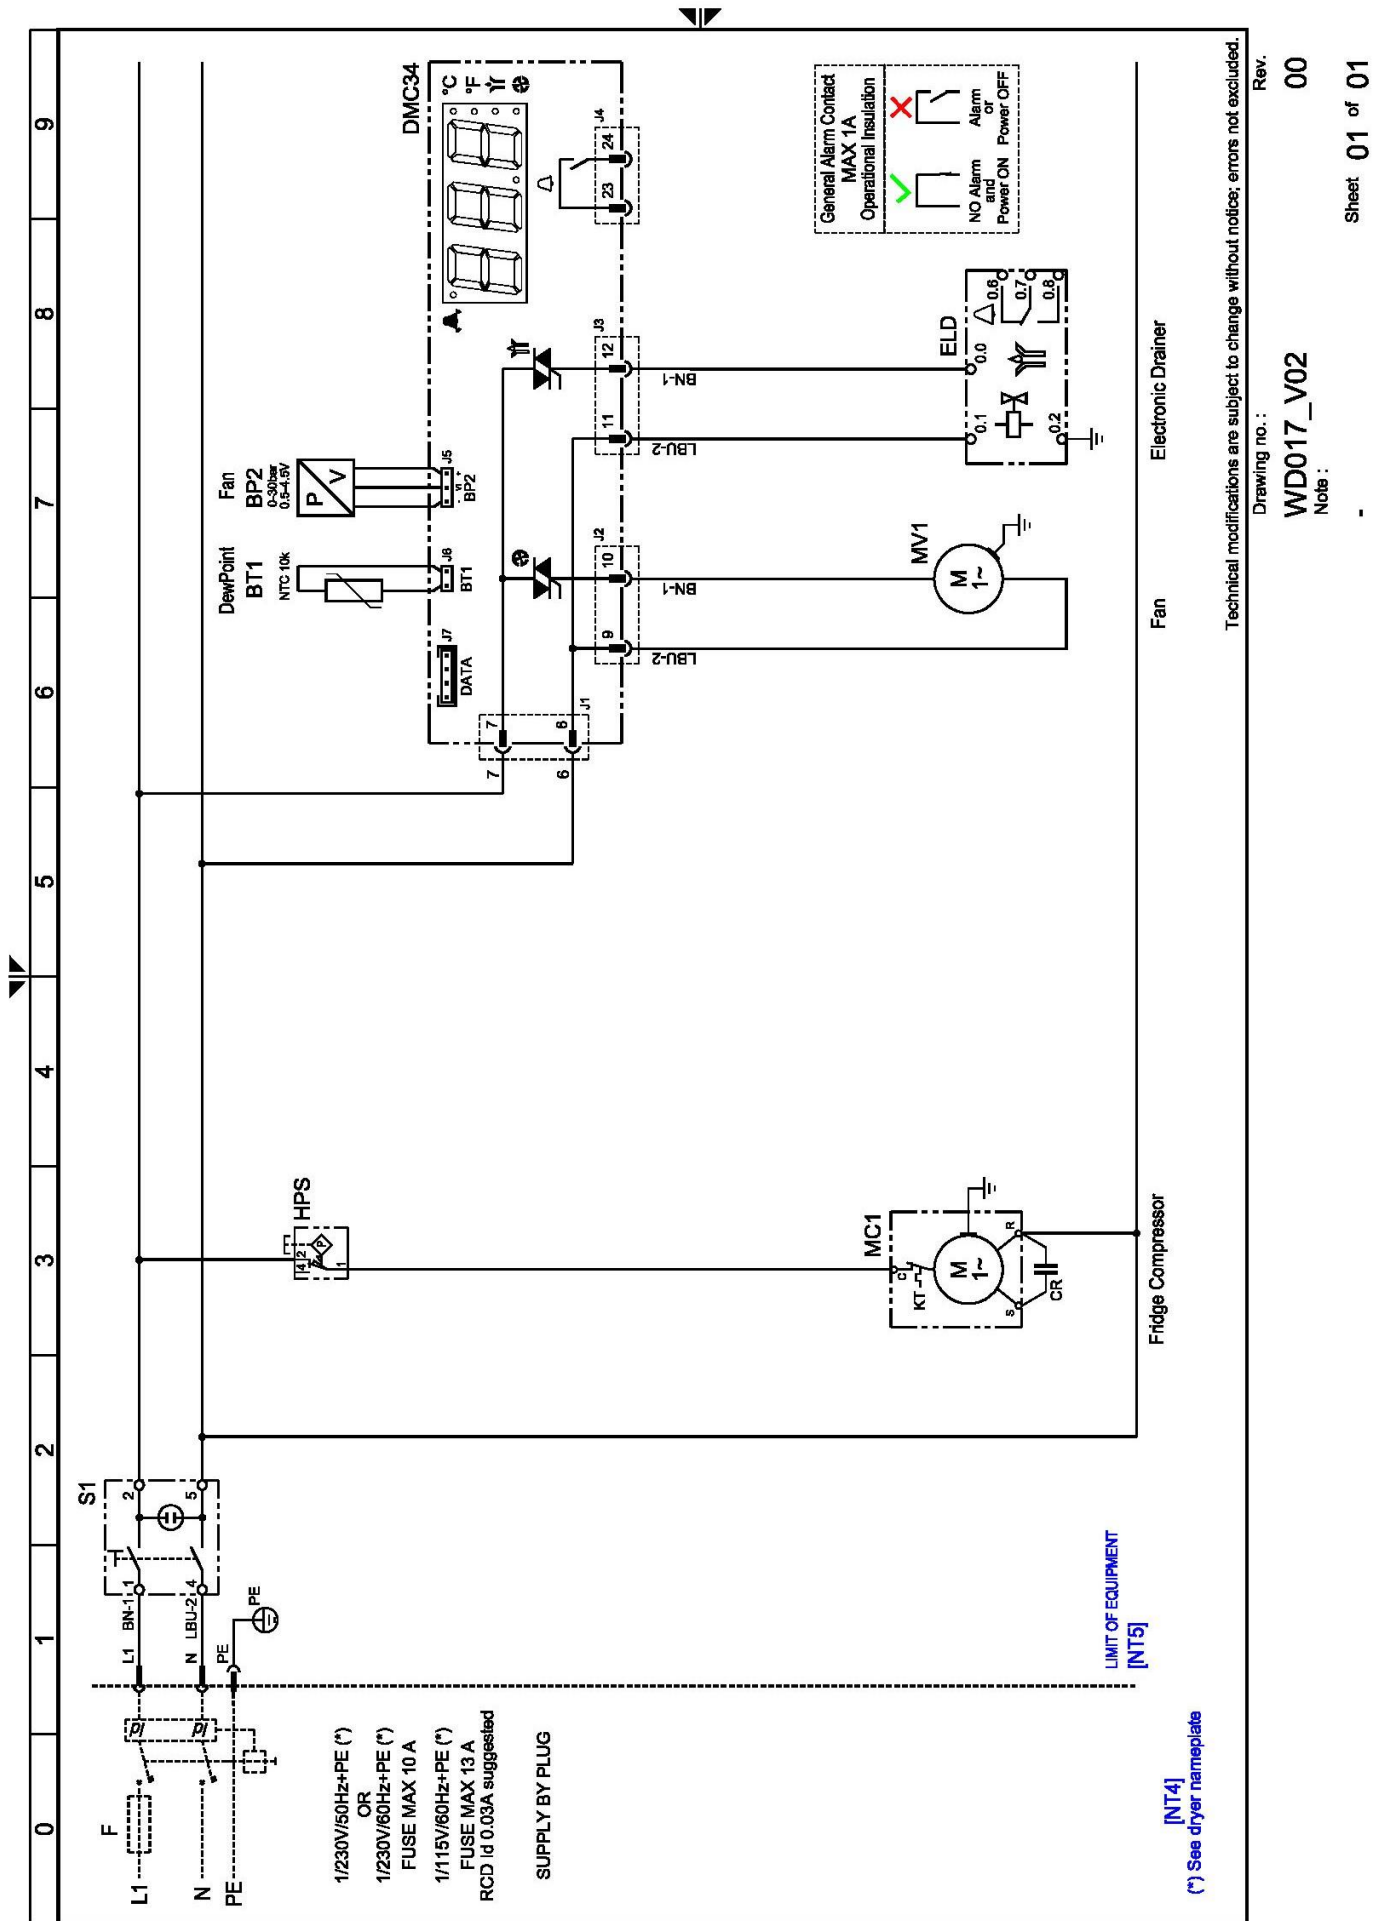 0 1 2 3 4 5 6 7 8 9
L1
N
PE
F
Id
Id
L1
N
PE
BN-1
LBU-2
PE
S1
1
2
4
5
1/230V/50Hz+PE (*)
OR
1/230V/60Hz+PE (*)
FUSE MAX 10 A
1/115V/60Hz+PE (*)
FUSE MAX 13 A
RCD Id 0.03A suggested
SUPPLY BY PLUG
LIMIT OF EQUIPMENT
[NT5]
[NT4]
(*) See dryer nameplate
HPS
4 2
P
1
MC1
C
KT
M
1~
S
R
CR
Fridge Compressor
7
6
7
6
J1
DMC34
DATA
J7
DewPoint
BT1
NTC 10k
J6
BT1
Fan
BP2
0-30bar
0.5-4.5V
P
V
J5
- Vi +
BP2
°C
°F
9
10
J2
LBU-2
BN-1
11
12
J3
LBU-2
BN-1
23
24
J4
MV1
M
1~
Fan
ELD
0.1
0.0
0.2
0.6
0.7
0.8
Electronic Drainer
General Alarm Contact
MAX 1A
Operational Insulation
NO Alarm
and
Power ON
Alarm
or
Power OFF
Technical modifications are subject to change without notice; errors not excluded.
Drawing no. :
WD017_V02
Note :
-
Rev.
00
Sheet 01 of 01